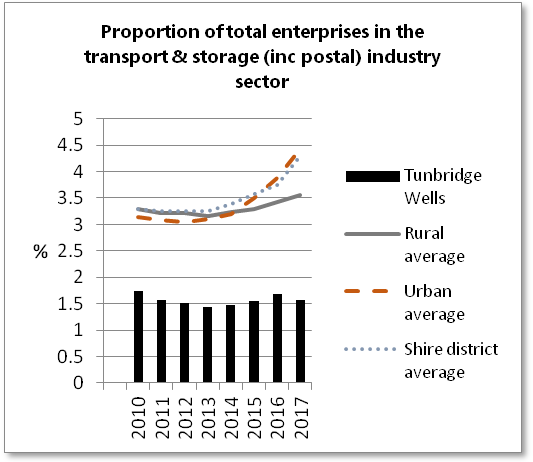 Proportion of total enterprises in the
transport & storage (inc postal) industry
sector
5
4.5
4
3.5
3
2.5
2
1.5
1
0.5
0
%
2010
2011
2012
2013
2014
2015
2016
2017
Tunbridge
Wells
Rural
average
Urban
average
Shire district
average